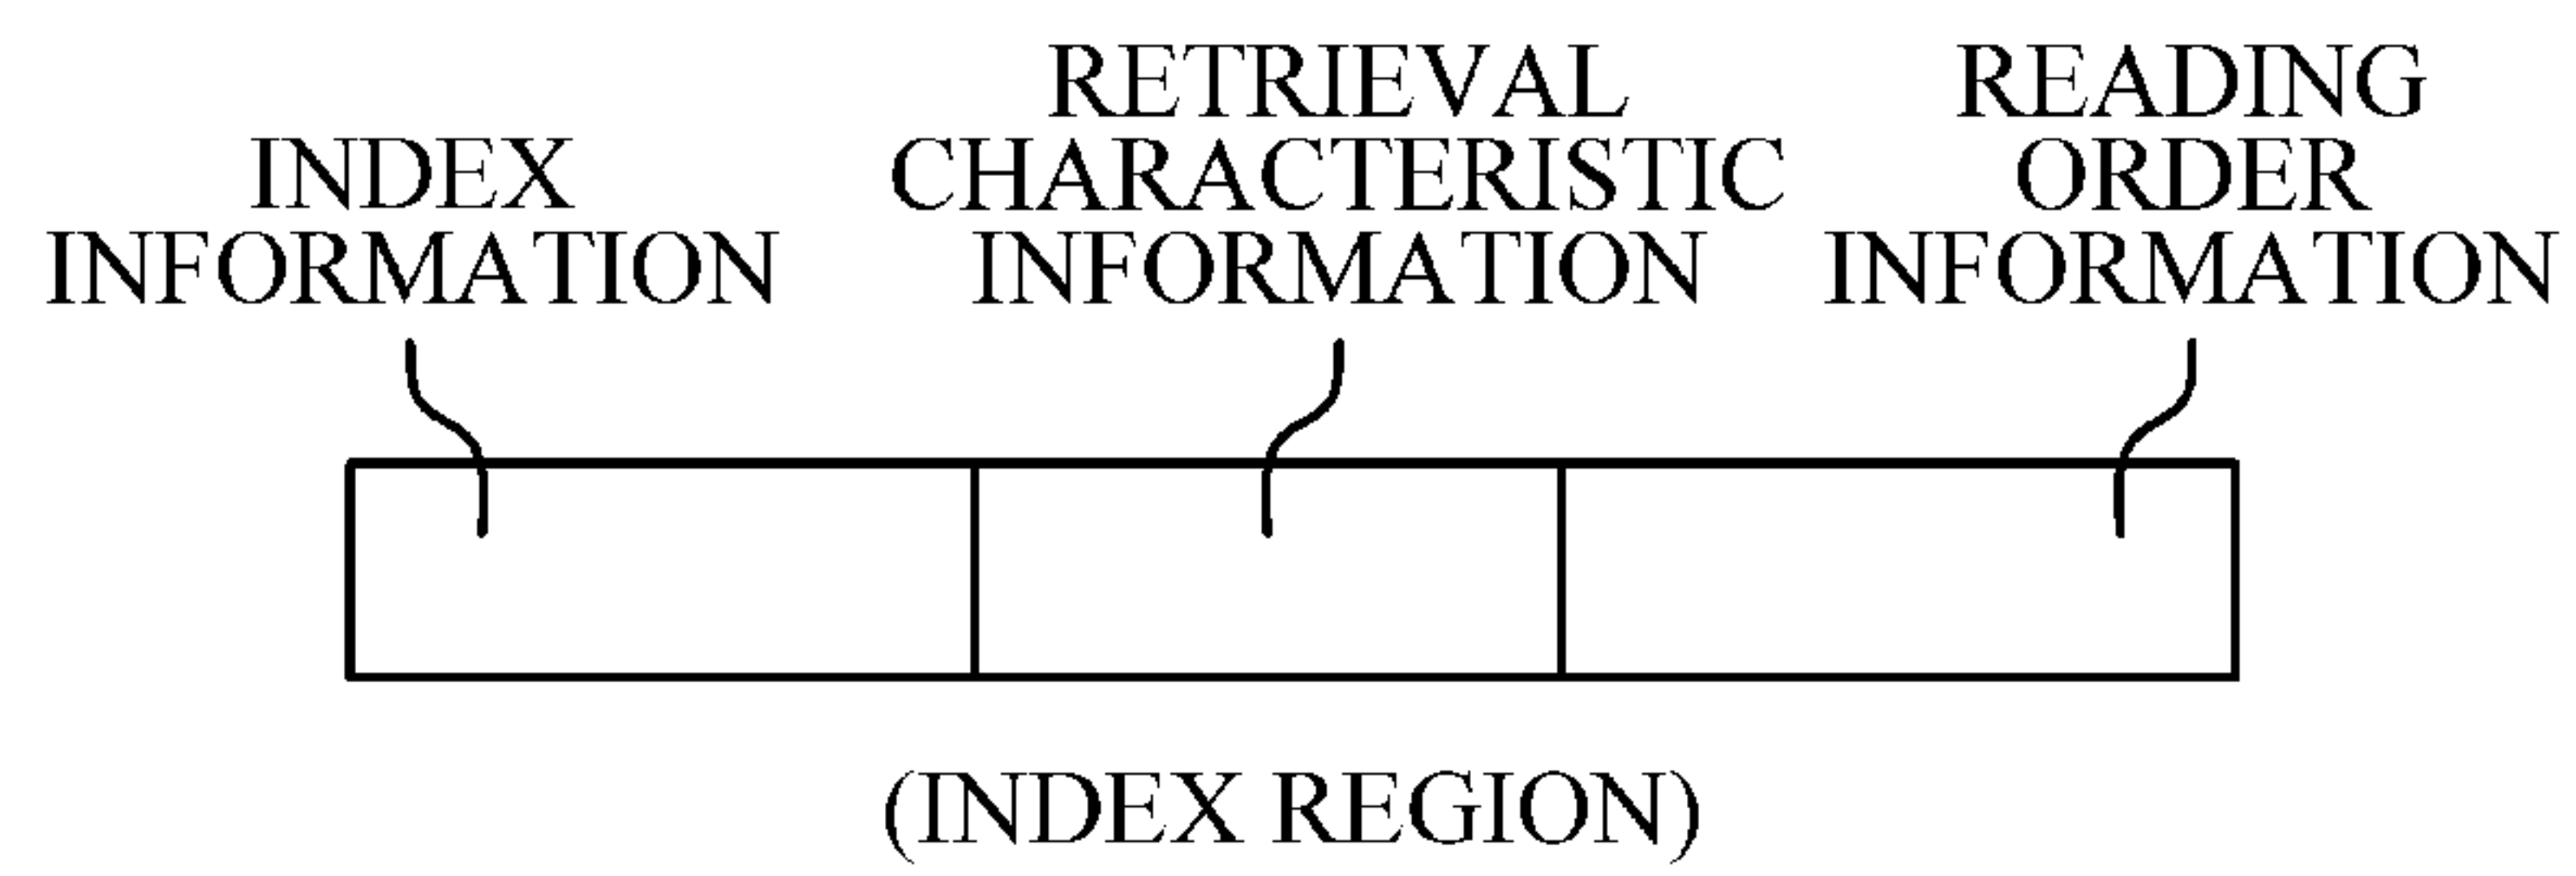 INDEX
INFORMATION
RETRIEVAL
CHARACTERISTIC
INFORMATION
READING
ORDER
INFORMATION
(INDEX REGION)